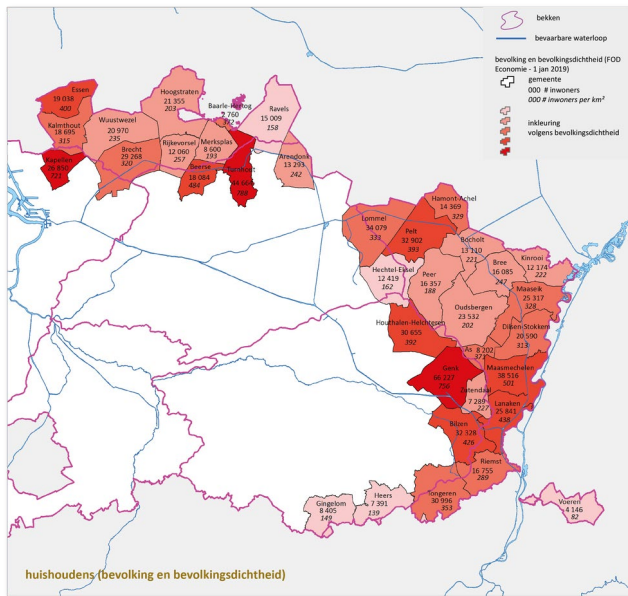 bekken
bevaarbare waterloop
bevolking en bevolkingsdichtheid (FOD
Economie - 1 jan 2019)
gemeente
000 # inwoners
000 # inwoners per km²
inkleuring
volgens bevolkingsdichtheid
Essen
19 038
400
Kalmthout
18 695
315
Kapellen
26 850
721
Wuustwezel
20 970
235
Brecht
29 268
320
Hoogstraten
21 355
203
Rijkevorsel
12 060
257
Merksplas
8 600
193
Beerse
18 084
484
Baarle-Hertog
2 760
372
Turnhout
44 664
788
Ravels
15 009
158
Arendonk
13 293
242
Hamont-Achel
14 369
329
Lommel
34 079
333
Pelt
32 902
393
Bocholt
13 110
221
Bree
16 085
247
Kinrooi
12 174
222
Hechtel-Eksel
12 419
162
Peer
16 357
188
Maaseik
25 317
328
Oudsbergen
23 532
202
Dilsen-Stokkem
20 590
313
Houthalen-Helchteren
30 655
392
As 8 202
371
Genk
66 227
756
Maasmechelen
38 516
501
Zutendaal
7 289
227
Lanaken
25 841
438
Bilzen
32 328
426
Riemst
16 755
289
Tongeren
30 996
353
Heers
7 391
139
Gingelom
8 405
149
Voeren
4 146
82
huishoudens (bevolking en bevolkingsdichtheid)